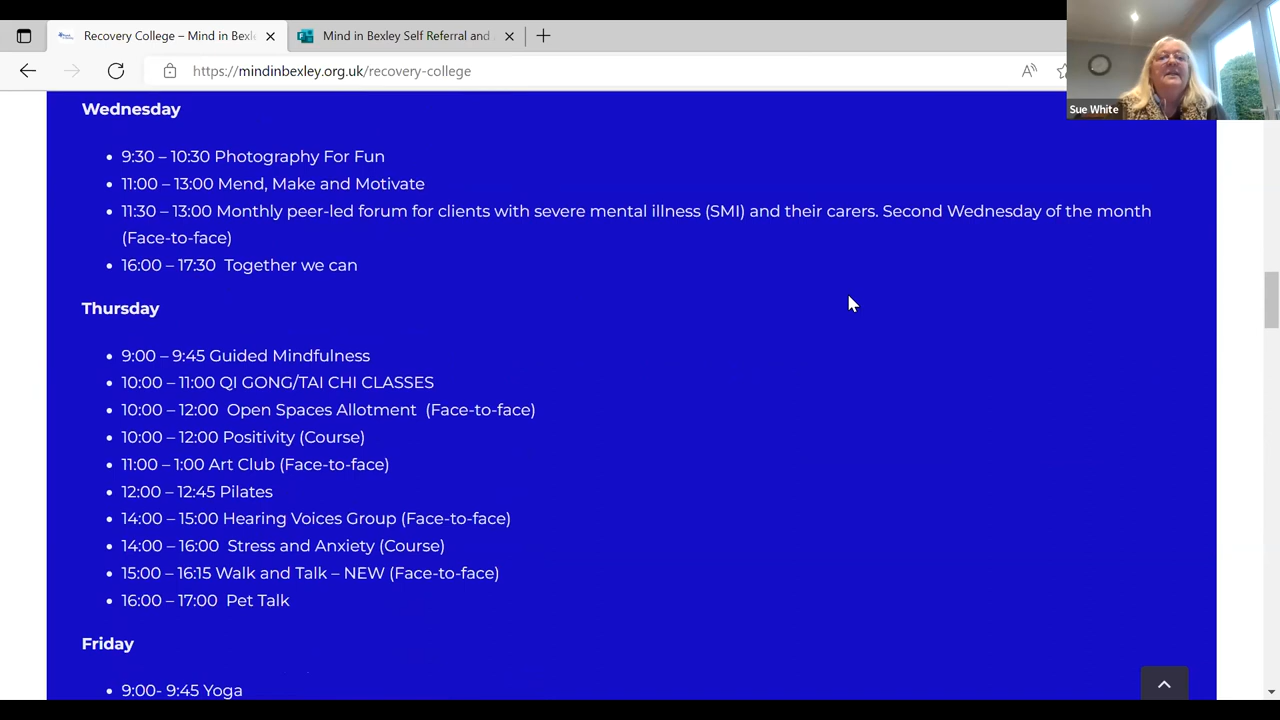 Recovery College – Mind in Bexl
Mind in Bexley Self Referral and
https://mindinbexley.org.uk/recovery-college
Sue White
Wednesday
9:30 – 10:30 Photography For Fun
11:00 – 13:00 Mend, Make and Motivate
11:30 – 13:00 Monthly peer-led forum for clients with severe mental illness (SMI) and their carers. Second Wednesday of the month
(Face-to-face)
16:00 – 17:30 Together we can
Thursday
9:00 – 9:45 Guided Mindfulness
10:00 – 11:00 QI GONG/TAI CHI CLASSES
10:00 – 12:00 Open Spaces Allotment (Face-to-face)
10:00 – 12:00 Positivity (Course)
11:00 – 1:00 Art Club (Face-to-face)
12:00 – 12:45 Pilates
14:00 – 15:00 Hearing Voices Group (Face-to-face)
14:00 – 16:00 Stress and Anxiety (Course)
15:00 – 16:15 Walk and Talk – NEW (Face-to-face)
16:00 – 17:00 Pet Talk
Friday
9:00- 9:45 Yoga